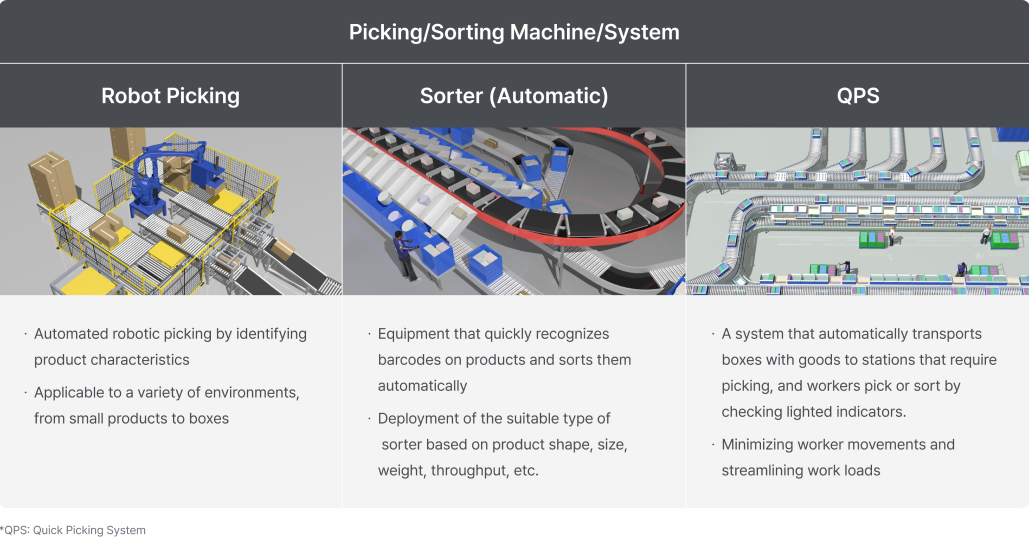 Picking/Sorting Machine/System
Robot Picking
Sorter (Automatic)
QPS
· Automated robotic picking by identifying
product characteristics
· Applicable to a variety of environments,
from small products to boxes
· Equipment that quickly recognizes
barcodes on products and sorts them
automatically
· Deployment of the suitable type of
sorter based on product shape, size,
weight, throughput, etc.
· A system that automatically transports
boxes with goods to stations that require
picking, and workers pick or sort by
checking lighted indicators.
· Minimizing worker movements and
streamlining work loads
*QPS: Quick Picking System